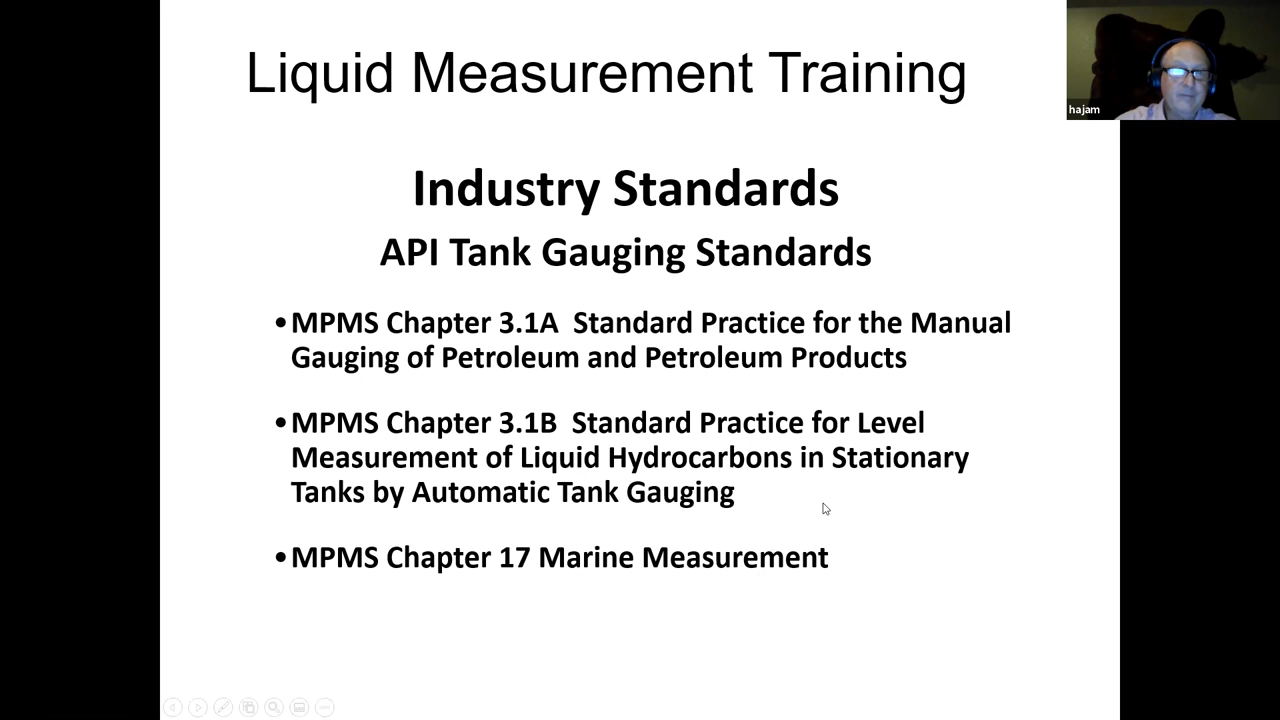 Liquid Measurement Training
hajam
Industry Standards
API Tank Gauging Standards
•MPMS Chapter 3.1A  Standard Practice for the Manual
Gauging of Petroleum and Petroleum Products
•MPMS Chapter 3.1B  Standard Practice for Level
Measurement of Liquid Hydrocarbons in Stationary
Tanks by Automatic Tank Gauging
•MPMS Chapter 17 Marine Measurement